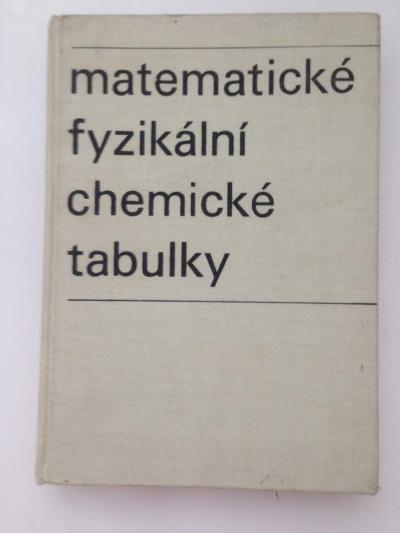 matematické
fyzikální
chemické
tabulky